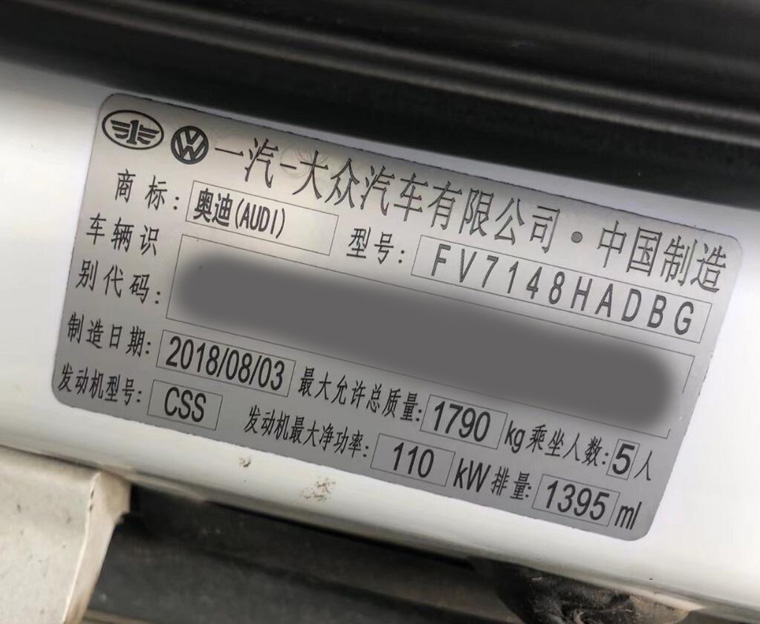 一汽-大众汽车有限公司·中国制造
商标: 奥迪(AUDI) 型号: FV7148HADBG
车辆识
别代码:
制造日期: 2018/08/03 最大允许总质量: 1790 kg 乘坐人数: 5 人
发动机型号: CSS 发动机最大净功率: 110 kW 排量: 1395 ml